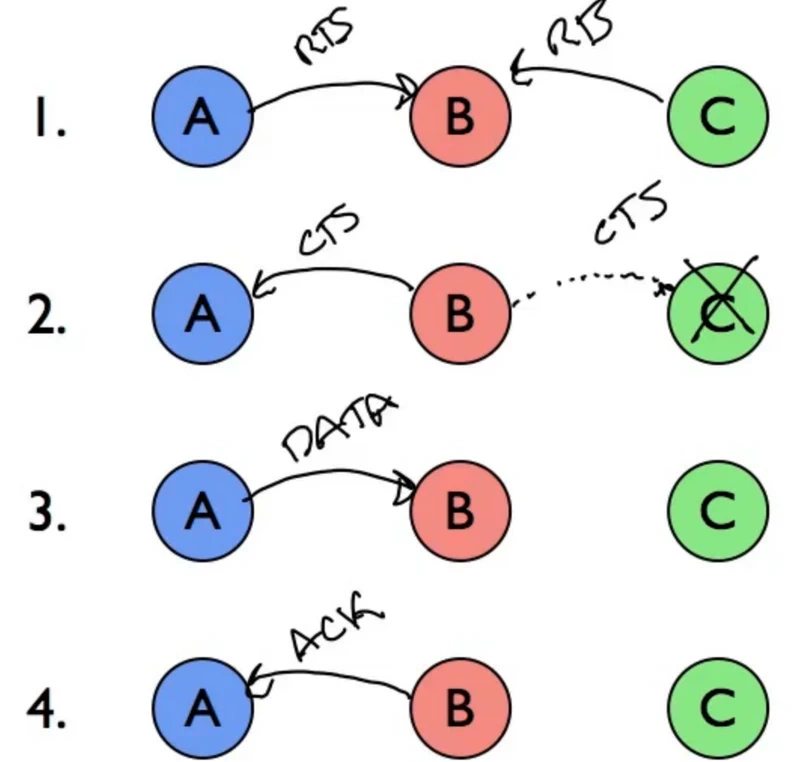 RTS RTS
1. A B C
CTS CTS
2. A B C
DATA
3. A B C
ACK
4. A B C